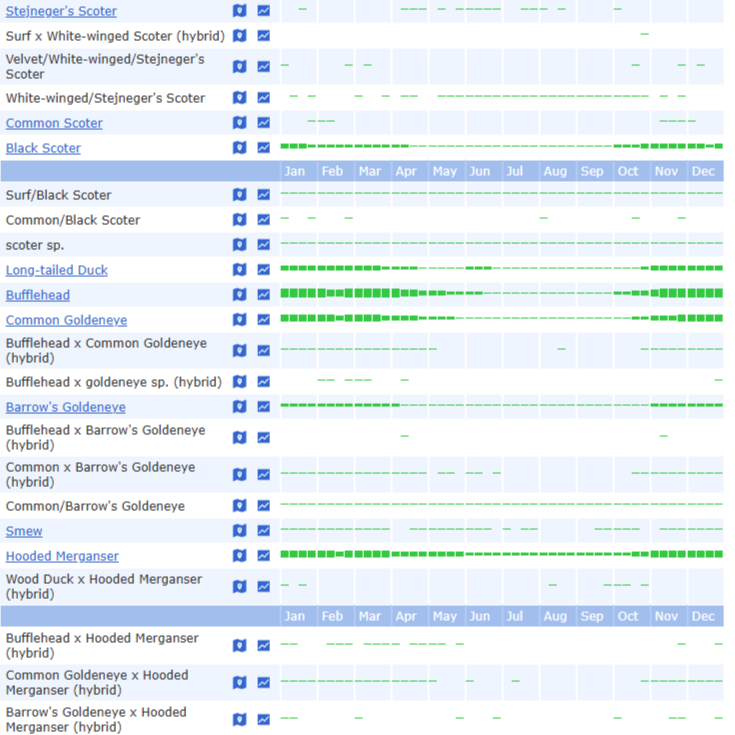 Stejneger's Scoter
Surf x White-winged Scoter (hybrid)
Velvet/White-winged/Stejneger's
Scoter
White-winged/Stejneger's Scoter
Common Scoter
Black Scoter
Jan Feb Mar Apr May Jun Jul Aug Sep Oct Nov Dec
Surf/Black Scoter
Common/Black Scoter
scoter sp.
Long-tailed Duck
Bufflehead
Common Goldeneye
Bufflehead x Common Goldeneye
(hybrid)
Bufflehead x goldeneye sp. (hybrid)
Barrow's Goldeneye
Bufflehead x Barrow's Goldeneye
(hybrid)
Common x Barrow's Goldeneye
(hybrid)
Common/Barrow's Goldeneye
Smew
Hooded Merganser
Wood Duck x Hooded Merganser
(hybrid)
Jan Feb Mar Apr May Jun Jul Aug Sep Oct Nov Dec
Bufflehead x Hooded Merganser
(hybrid)
Common Goldeneye x Hooded
Merganser (hybrid)
Barrow's Goldeneye x Hooded
Merganser (hybrid)